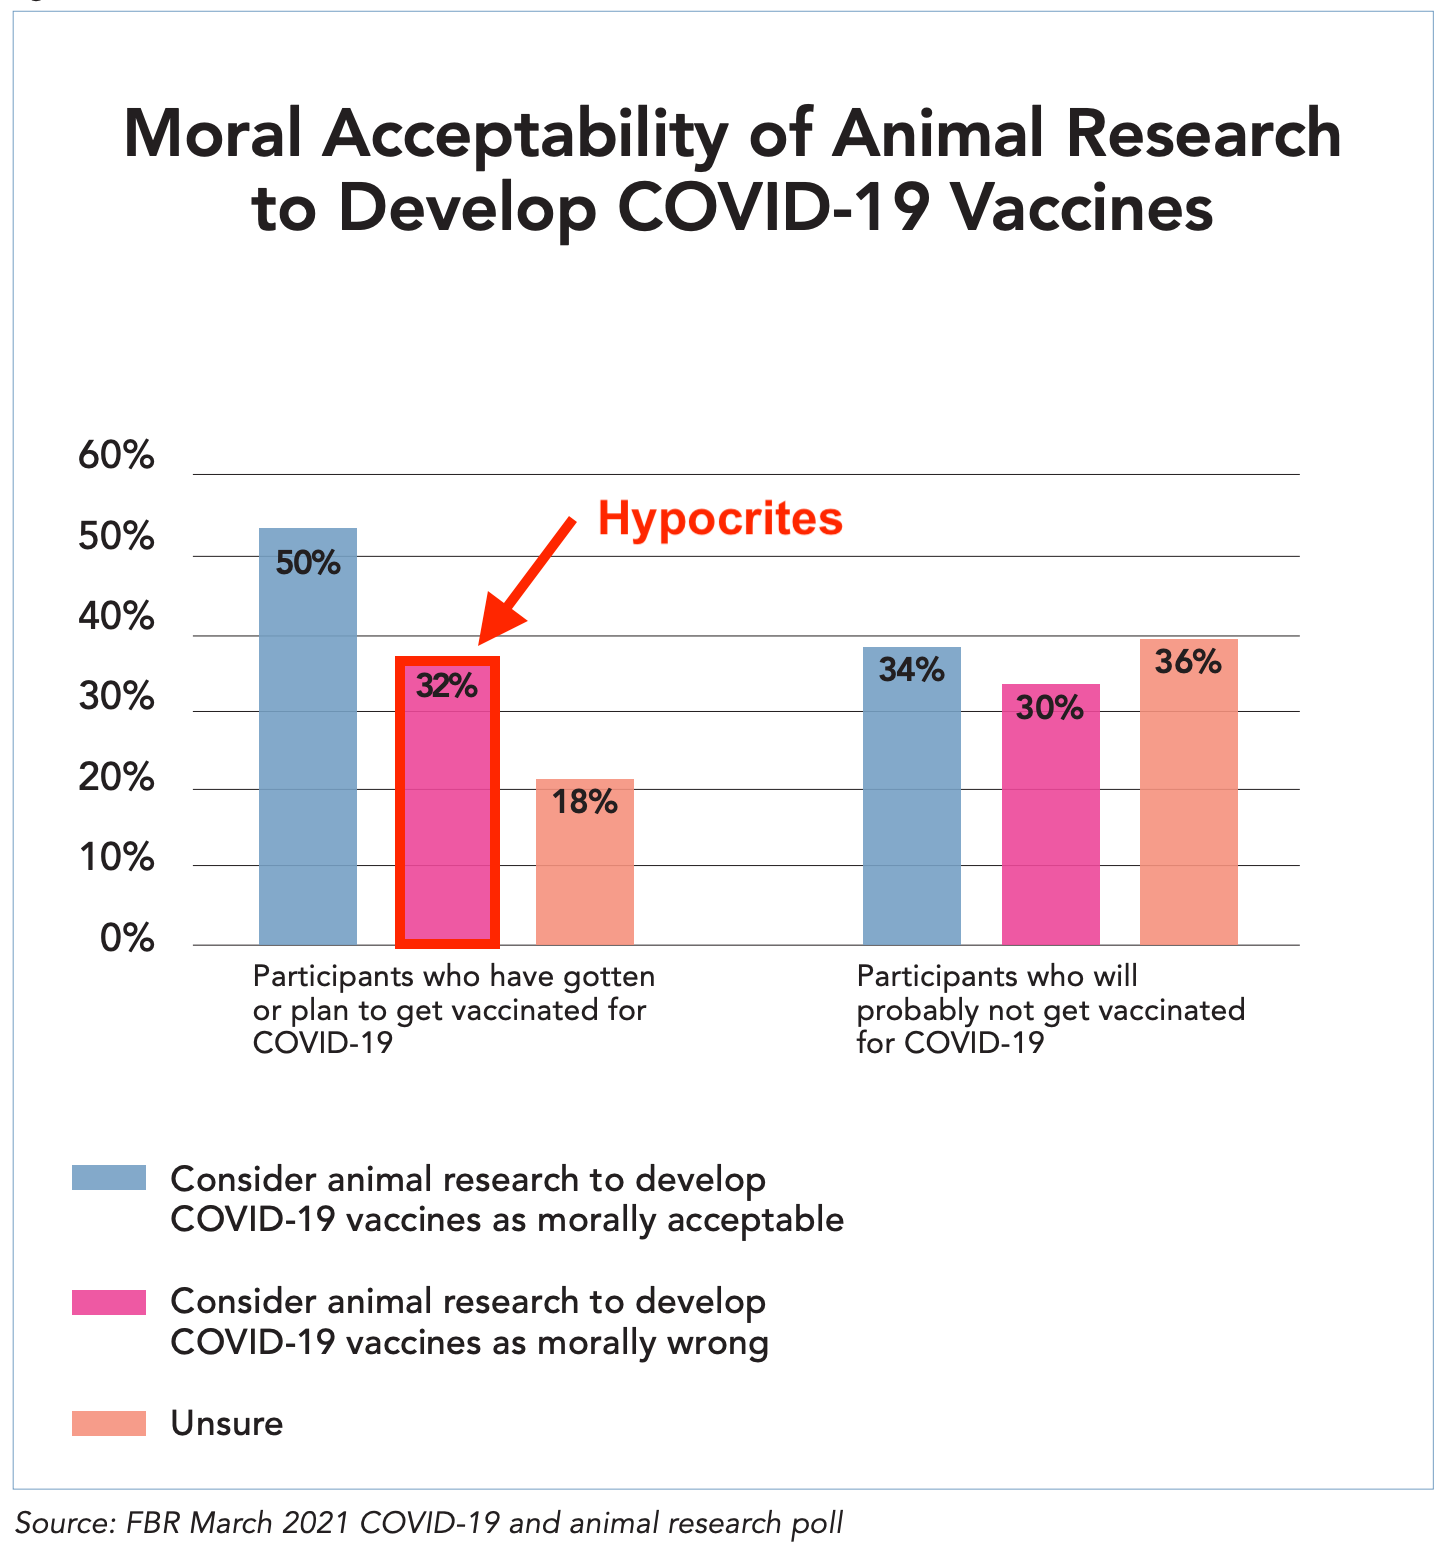 Moral Acceptability of Animal Research
to Develop COVID-19 Vaccines
60%
50%
40%
30%
20%
10%
0%
Hypocrites
50%
32%
18%
34%
30%
36%
Participants who have gotten
or plan to get vaccinated for
COVID-19
Participants who will
probably not get vaccinated
for COVID-19
Consider animal research to develop
COVID-19 vaccines as morally acceptable
Consider animal research to develop
COVID-19 vaccines as morally wrong
Unsure
Source: FBR March 2021 COVID-19 and animal research poll